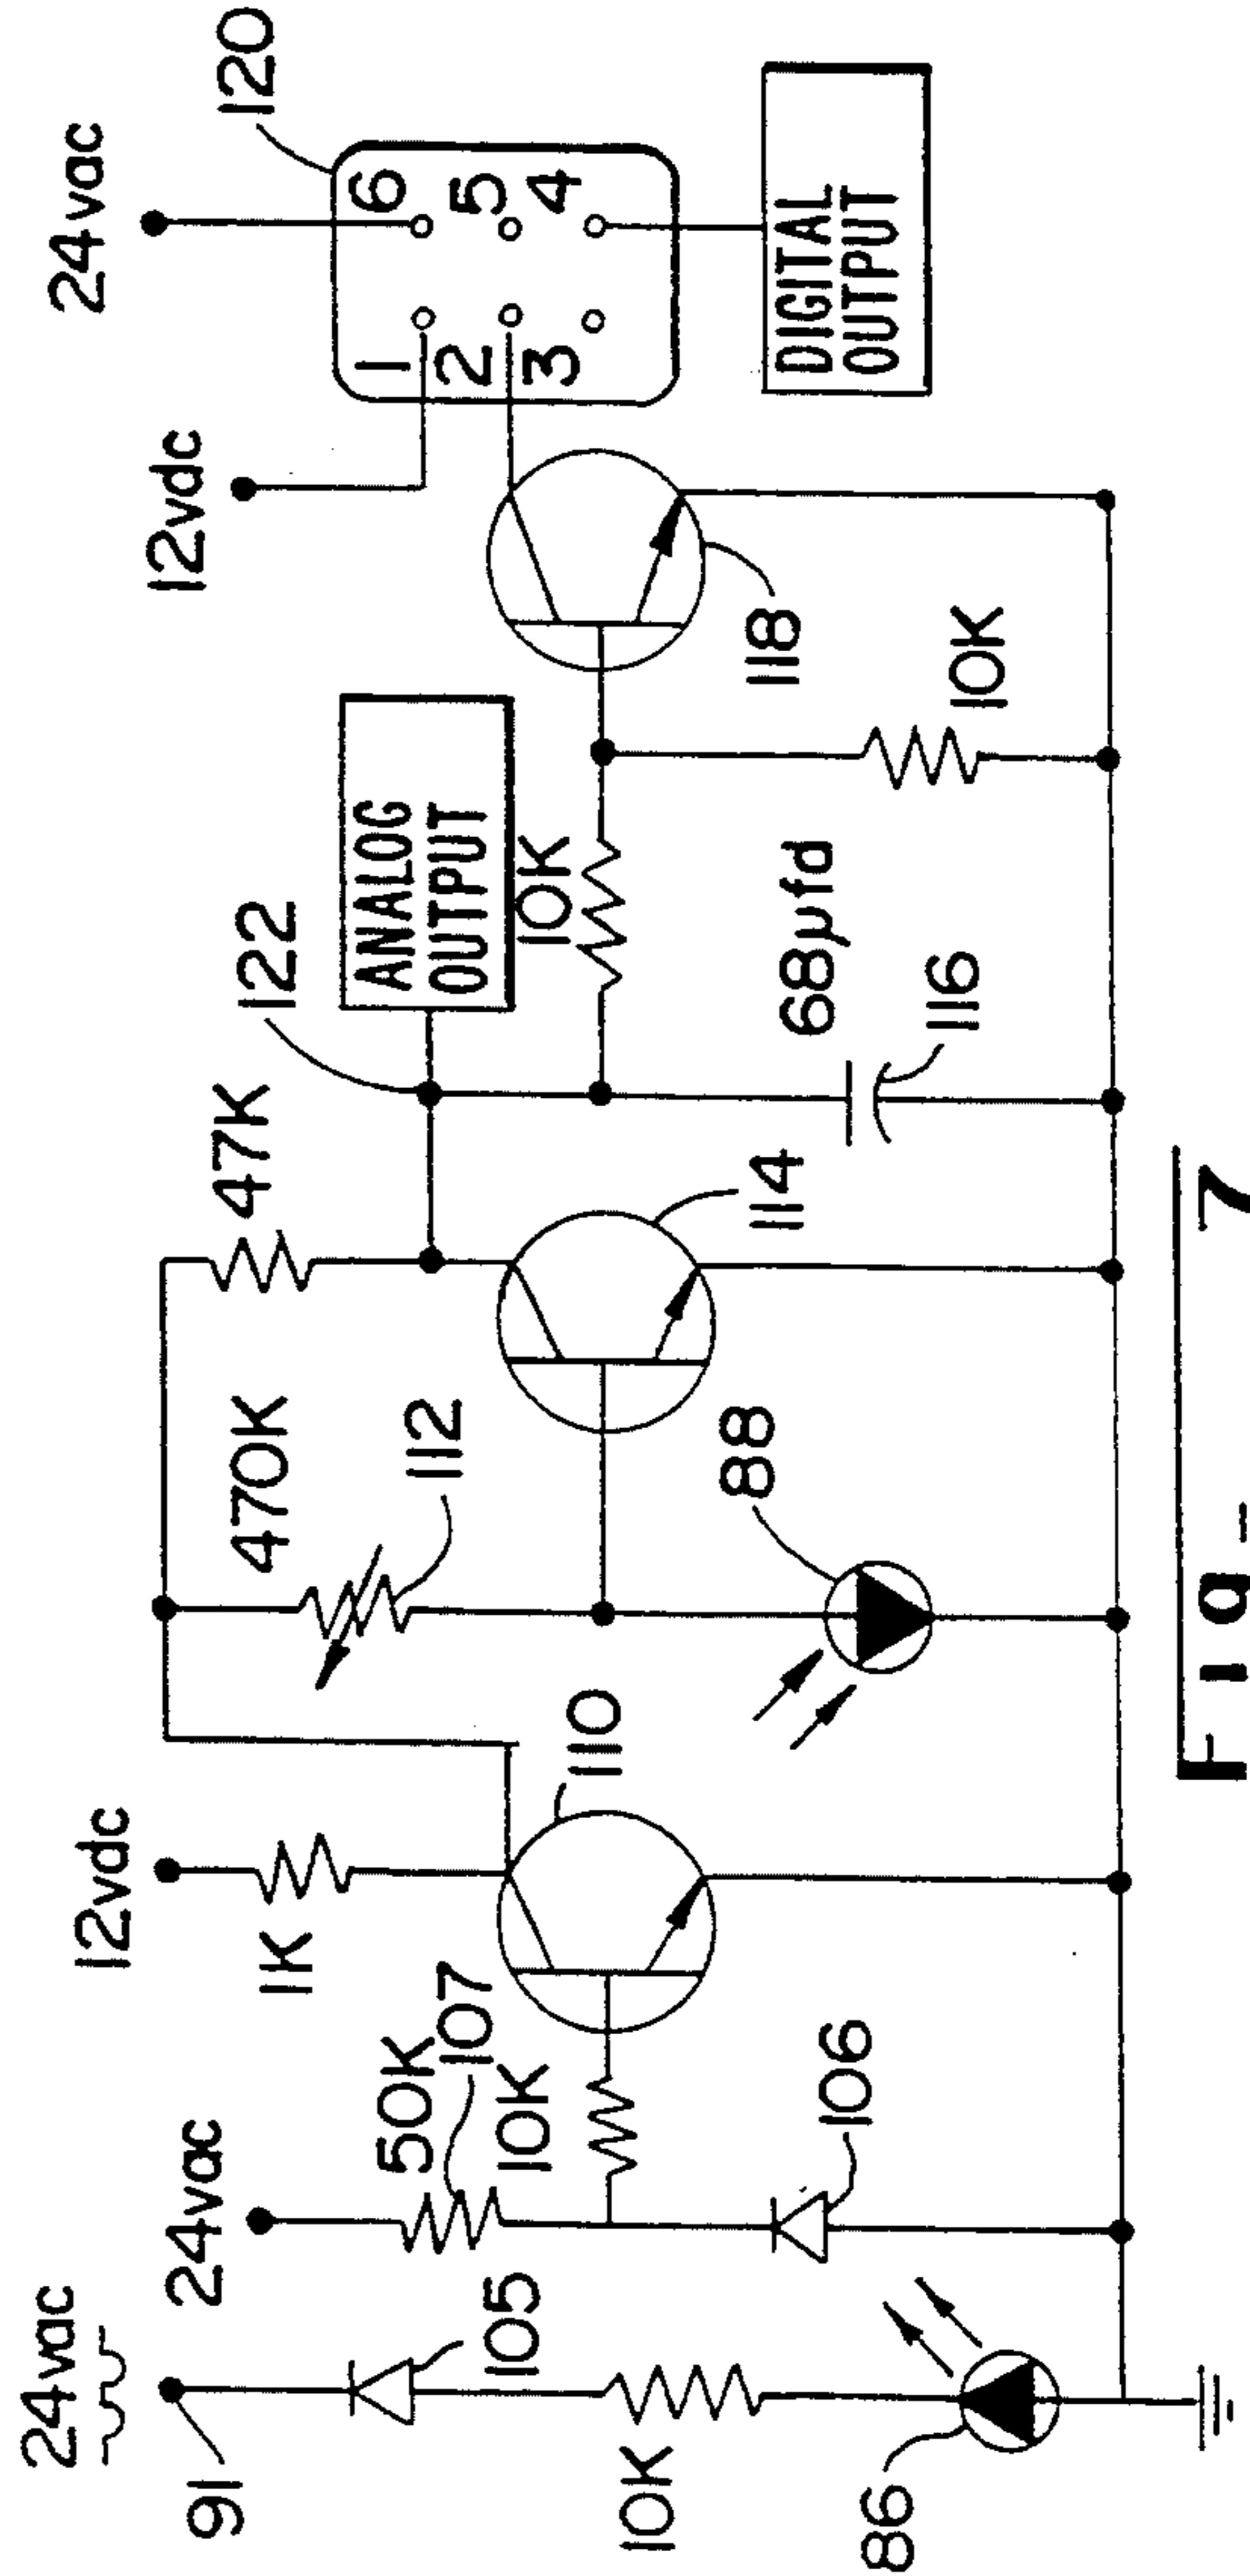 24vac
91
105
10K
86
24vac
50K
107
10K
106
12vdc
1K
110
470K
112
88
47K
114
122
ANALOG
OUTPUT
10K
68µfd
116
118
10K
12vdc
24vac
120
1
2
3
6
5
4
DIGITAL
OUTPUT
Fig_ 7